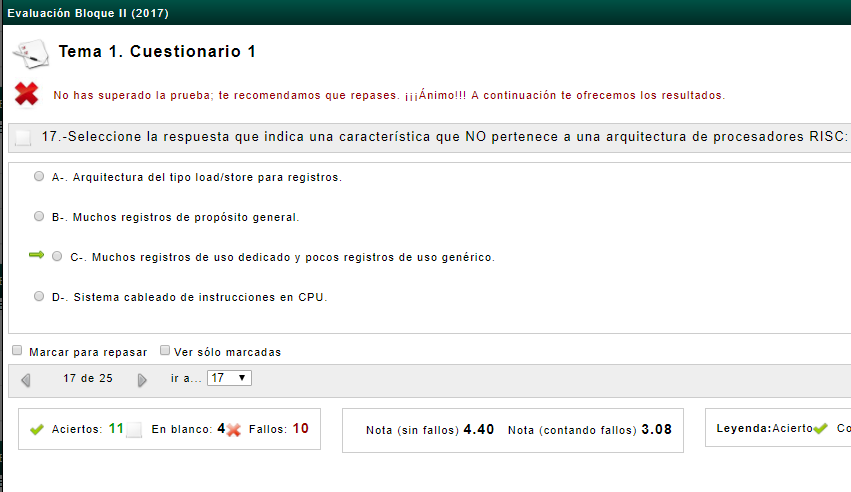 Evaluación Bloque II (2017)
Tema 1. Cuestionario 1
No has superado la prueba; te recomendamos que repases. ¡¡¡Ánimo!!! A continuación te ofrecemos los resultados.
17.-Seleccione la respuesta que indica una característica que NO pertenece a una arquitectura de procesadores RISC:
A-. Arquitectura del tipo load/store para registros.
B-. Muchos registros de propósito general.
C-. Muchos registros de uso dedicado y pocos registros de uso genérico.
D-. Sistema cableado de instrucciones en CPU.
Marcar para repasar Ver sólo marcadas
17 de 25 ir a... 17
Aciertos: 11 En blanco: 4 Fallos: 10 Nota (sin fallos) 4.40 Nota (contando fallos) 3.08 Leyenda:Acierto Co